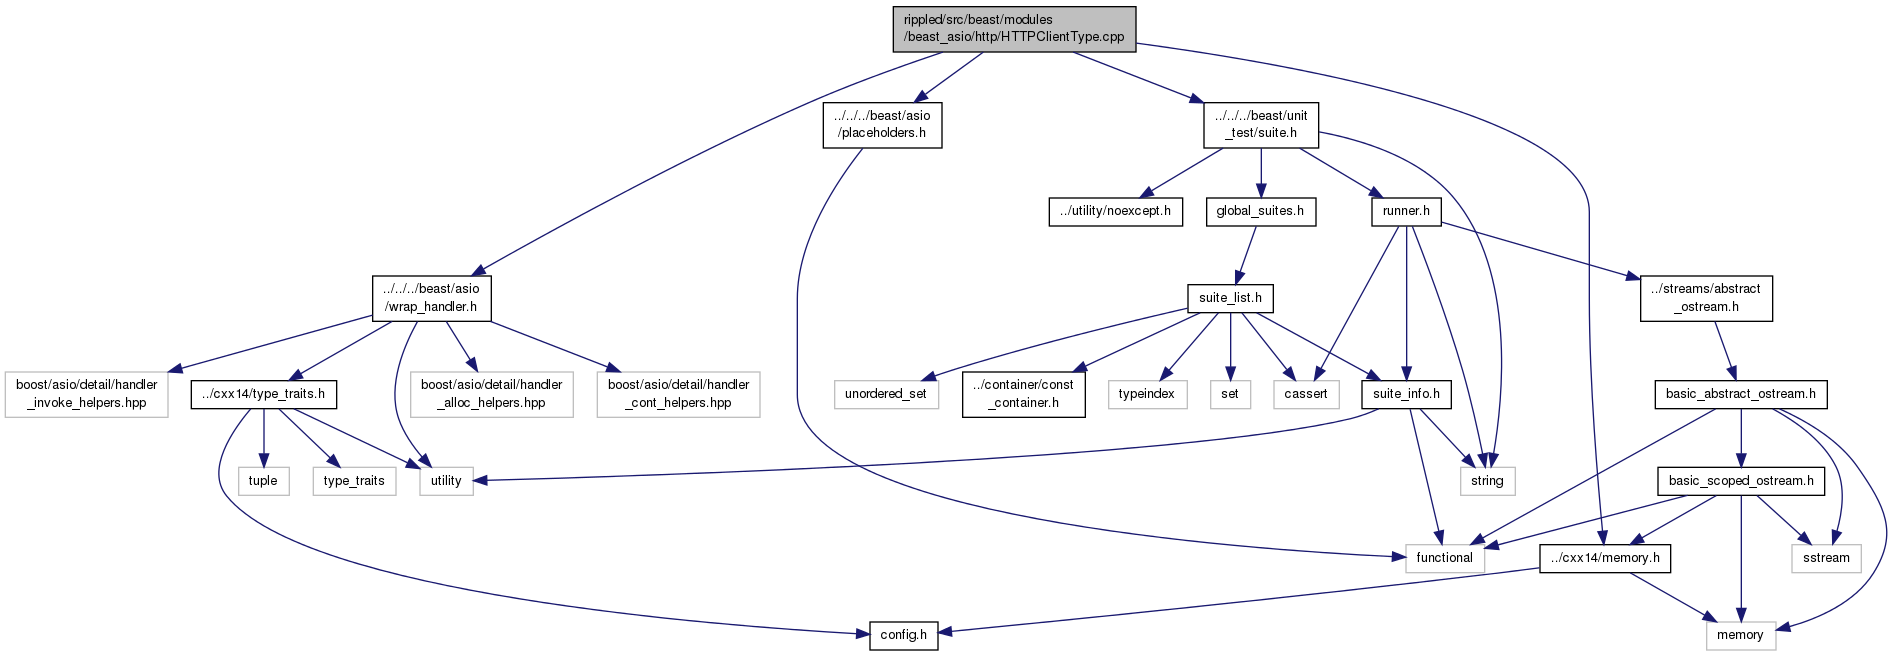 rippled/src/beast/modules
/beast_asio/http/HTTPClientType.cpp
../../../beast/asio
/placeholders.h
../../../beast/unit
_test/suite.h
../utility/noexcept.h
global_suites.h
runner.h
../../../beast/asio
/wrap_handler.h
suite_list.h
../streams/abstract
_ostream.h
boost/asio/detail/handler
_invoke_helpers.hpp
../cxx14/type_traits.h
boost/asio/detail/handler
_alloc_helpers.hpp
boost/asio/detail/handler
_cont_helpers.hpp
unordered_set
../container/const
_container.h
typeindex
set
cassert
suite_info.h
basic_abstract_ostream.h
tuple
type_traits
utility
string
basic_scoped_ostream.h
functional
../cxx14/memory.h
sstream
config.h
memory